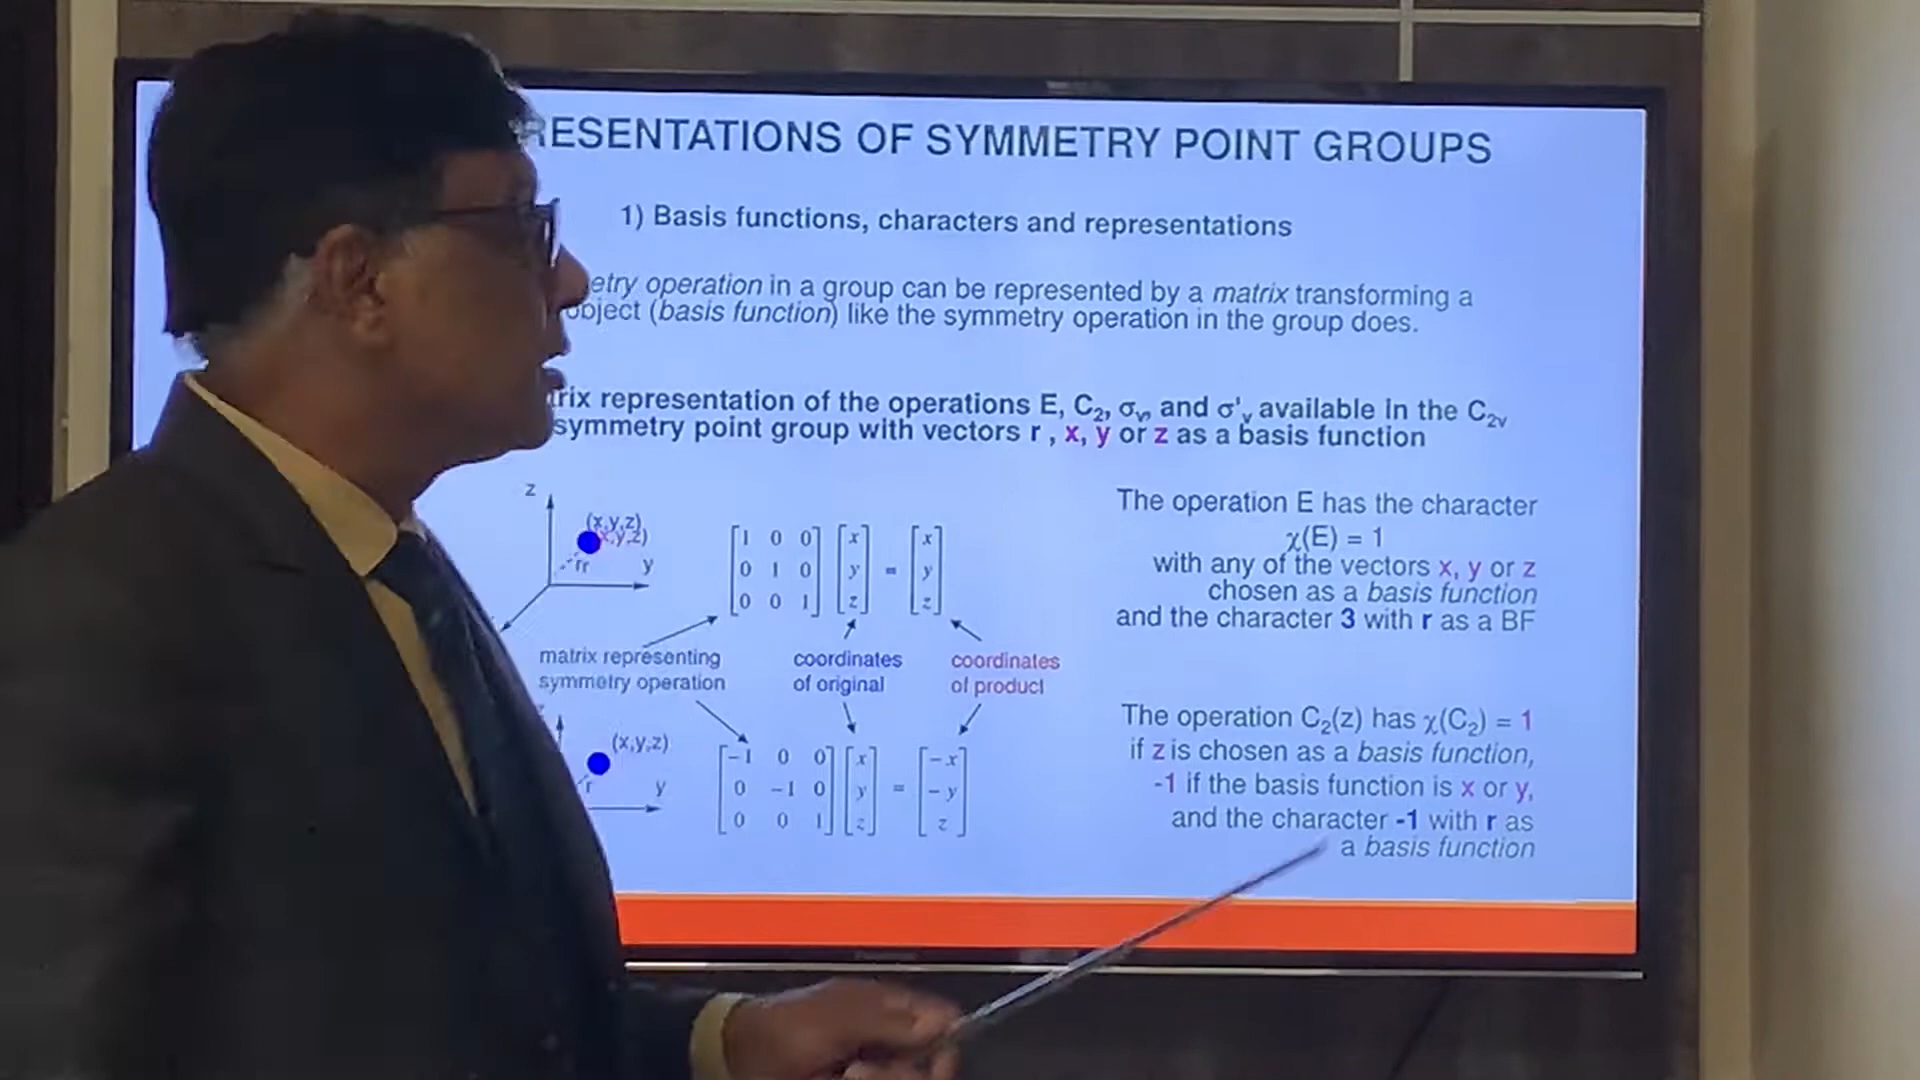 RESENTATIONS OF SYMMETRY POINT GROUPS
1) Basis functions, characters and representations
etry operation in a group can be represented by a matrix transforming a
object (basis function) like the symmetry operation in the group does.
rix representation of the operations E, C₂, σᵥ, and σ'ᵥ available in the C₂ᵥ
symmetry point group with vectors r , x, y or z as a basis function
z
(x,y,z)
(x,y,z)
r
y
[1 0 0] [x] = [x]
[0 1 0] [y] = [y]
[0 0 1] [z] = [z]
The operation E has the character
χ(E) = 1
with any of the vectors x, y or z
chosen as a basis function
and the character 3 with r as a BF
matrix representing
symmetry operation
coordinates
of original
coordinates
of product
(x,y,z)
r
y
[-1 0 0] [x] = [-x]
[0 -1 0] [y] = [-y]
[0 0 1] [z] = [z]
The operation C₂(z) has χ(C₂) = 1
if z is chosen as a basis function,
-1 if the basis function is x or y,
and the character -1 with r as
a basis function